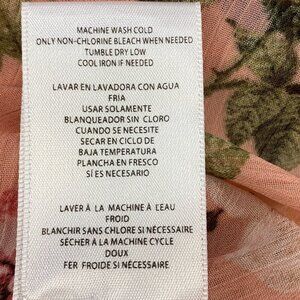 MACHINE WASH COLD
ONLY NON-CHLORINE BLEACH WHEN NEEDED
TUMBLE DRY LOW
COOL IRON IF NEEDED
LAVAR EN LAVADORA CON AGUA
FRIA
USAR SOLAMENTE
BLANQUEADOR SIN CLORO
CUANDO SE NECESITE
SECAR EN CICLO DE
BAJA TEMPERATURA
PLANCHA EN FRESCO
SÍ ES NECESARIO
LAVER À LA MACHINE À L'EAU
FROID
BLANCHIR SANS CHLORE SI NÉCESSAIRE
SÉCHER À LA MACHINE CYCLE
DOUX
FER FROIDE SI NÉCESSAIRE